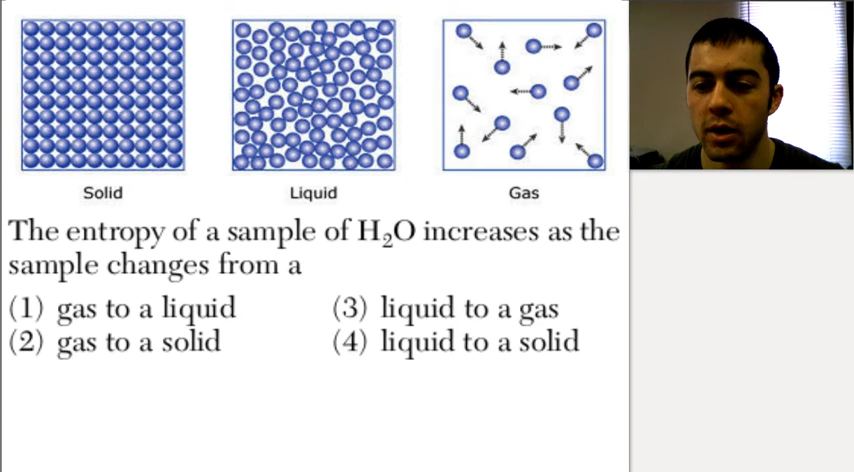 Solid
Liquid
Gas
The entropy of a sample of H₂O increases as the
sample changes from a
(1) gas to a liquid
(2) gas to a solid
(3) liquid to a gas
(4) liquid to a solid